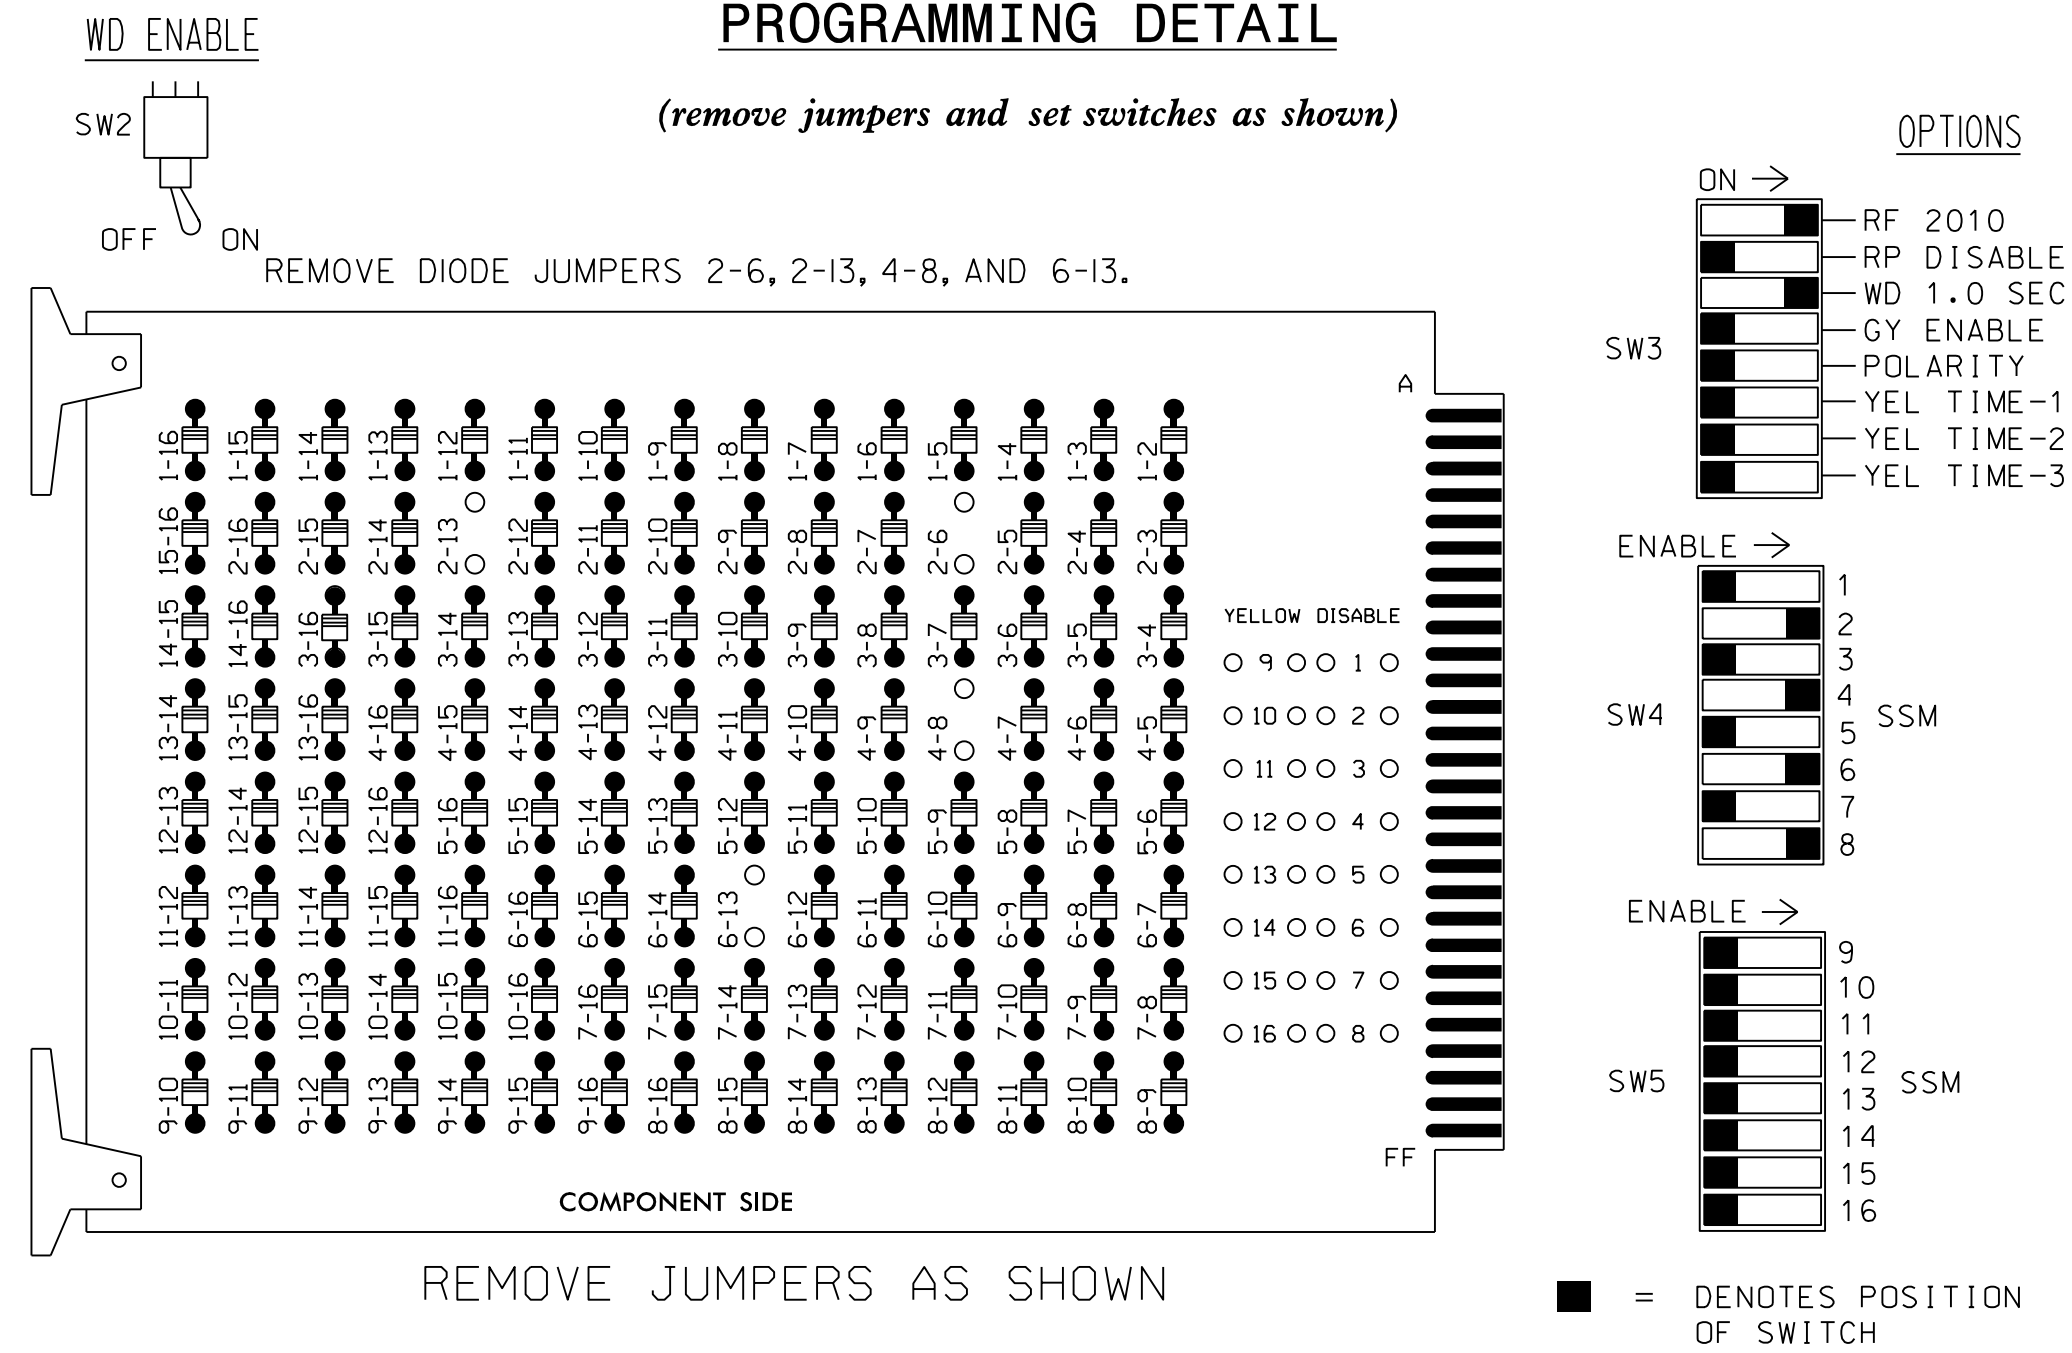 PROGRAMMING DETAIL
(remove jumpers and set switches as shown)
WD ENABLE
SW2
OFF ON
REMOVE DIODE JUMPERS 2-6, 2-13, 4-8, AND 6-13.
A
1-16 1-15 1-14 1-13 1-12 1-11 1-10 1-9 1-8 1-7 1-6 1-5 1-4 1-3 1-2
15-16 2-16 2-15 2-14 2-13 2-12 2-11 2-10 2-9 2-8 2-7 2-6 2-5 2-4 2-3
14-15 14-16 3-16 3-15 3-14 3-13 3-12 3-11 3-10 3-9 3-8 3-7 3-6 3-5 3-4
13-14 13-15 13-16 4-16 4-15 4-14 4-13 4-12 4-11 4-10 4-9 4-8 4-7 4-6 4-5
12-13 12-14 12-15 12-16 5-16 5-15 5-14 5-13 5-12 5-11 5-10 5-9 5-8 5-7 5-6
11-12 11-13 11-14 11-15 11-16 6-16 6-15 6-14 6-13 6-12 6-11 6-10 6-9 6-8 6-7
10-11 10-12 10-13 10-14 10-15 10-16 7-16 7-15 7-14 7-13 7-12 7-11 7-10 7-9 7-8
9-10 9-11 9-12 9-13 9-14 9-15 9-16 8-16 8-15 8-14 8-13 8-12 8-11 8-10 8-9
YELLOW DISABLE
9 1
10 2
11 3
12 4
13 5
14 6
15 7
16 8
FF
COMPONENT SIDE
REMOVE JUMPERS AS SHOWN
OPTIONS
ON
SW3
RF 2010
RP DISABLE
WD 1.0 SEC
GY ENABLE
POLARITY
YEL TIME-1
YEL TIME-2
YEL TIME-3
ENABLE
SW4
1
2
3
4
5
6
7
8
SSM
ENABLE
SW5
9
10
11
12
13
14
15
16
SSM
= DENOTES POSITION
OF SWITCH